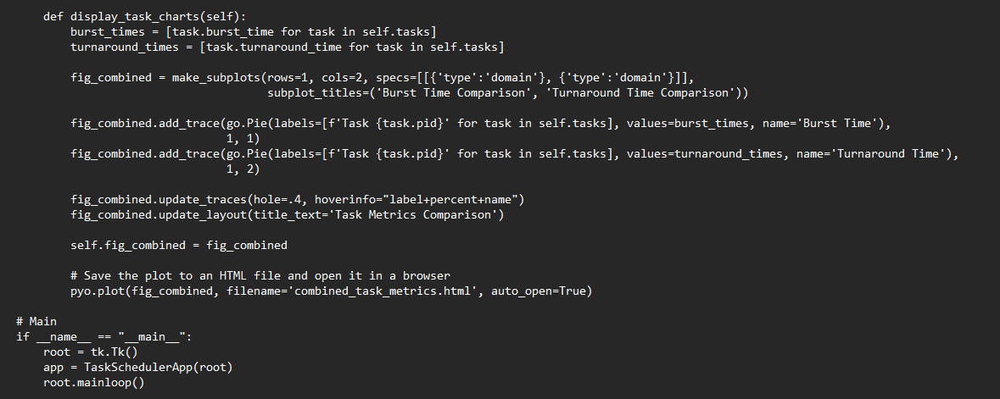 def display_task_charts(self):
        burst_times = [task.burst_time for task in self.tasks]
        turnaround_times = [task.turnaround_time for task in self.tasks]

        fig_combined = make_subplots(rows=1, cols=2, specs=[[{'type':'domain'}, {'type':'domain'}]],
                                     subplot_titles=('Burst Time Comparison', 'Turnaround Time Comparison'))

        fig_combined.add_trace(go.Pie(labels=[f'Task {task.pid}' for task in self.tasks], values=burst_times, name='Burst Time'),
                               1, 1)
        fig_combined.add_trace(go.Pie(labels=[f'Task {task.pid}' for task in self.tasks], values=turnaround_times, name='Turnaround Time'),
                               1, 2)

        fig_combined.update_traces(hole=.4, hoverinfo="label+percent+name")
        fig_combined.update_layout(title_text='Task Metrics Comparison')

        self.fig_combined = fig_combined

        # Save the plot to an HTML file and open it in a browser
        pyo.plot(fig_combined, filename='combined_task_metrics.html', auto_open=True)

# Main
if __name__ == "__main__":
    root = tk.Tk()
    app = TaskSchedulerApp(root)
    root.mainloop()